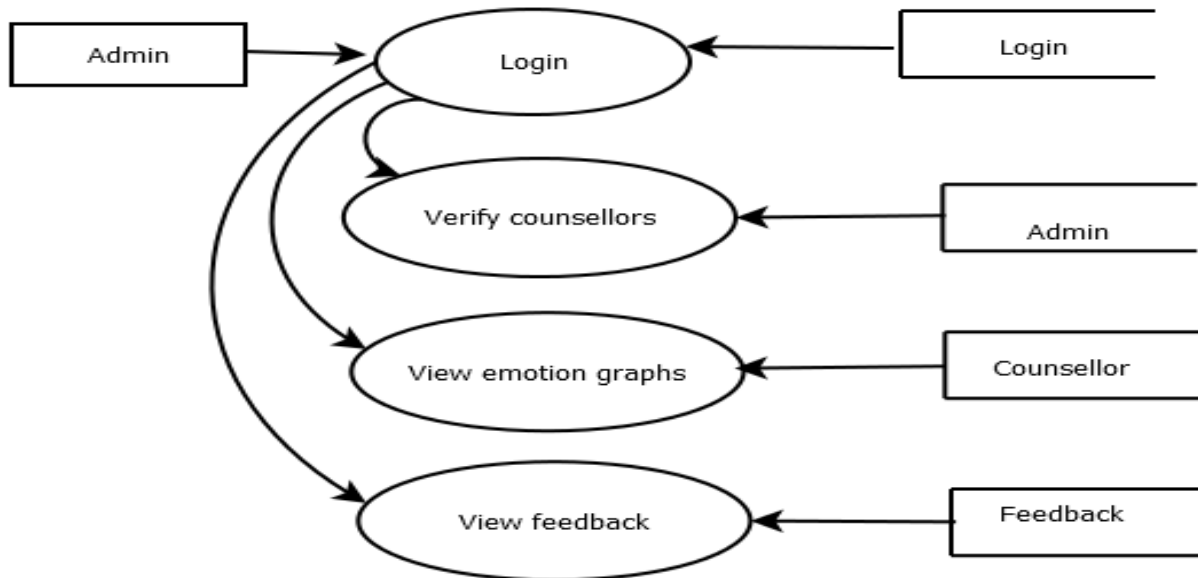 Admin
Login
Login
Verify counsellors
Admin
View emotion graphs
Counsellor
View feedback
Feedback